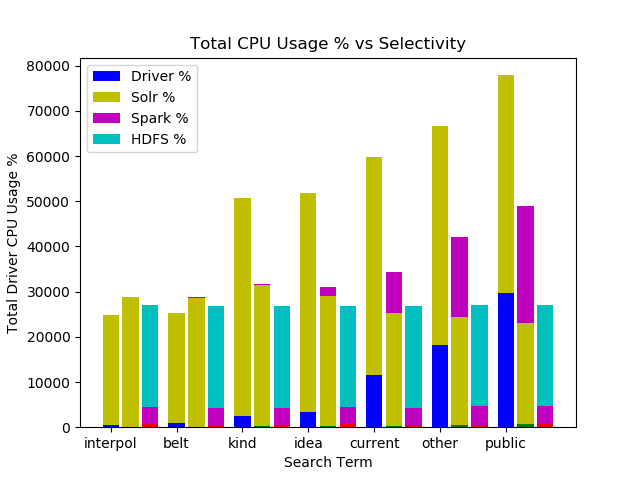 Total CPU Usage % vs Selectivity
Driver %
Solr %
Spark %
HDFS %
80000
70000
60000
50000
40000
30000
20000
10000
0
Total Driver CPU Usage %
interpol belt kind idea current other public
Search Term